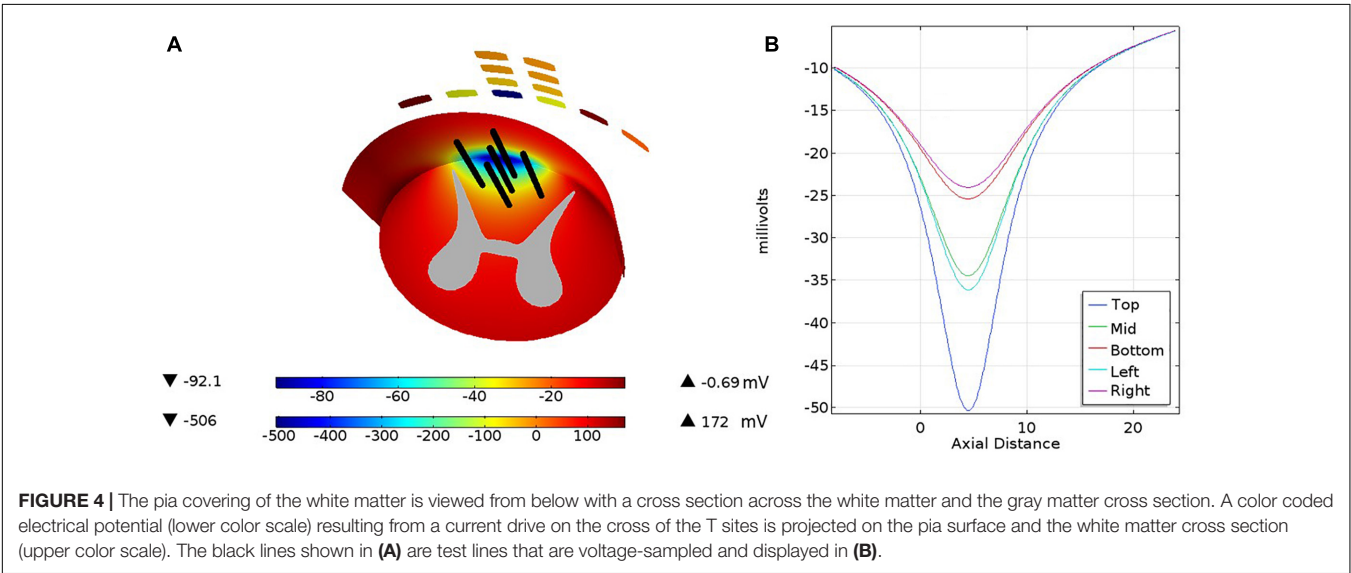 A
▼ -92.1
-80 -60 -40 -20
▲ -0.69 mV
▼ -506
-500 -400 -300 -200 -100 0 100
▲ 172 mV
B
millivolts
-10
-15
-20
-25
-30
-35
-40
-45
-50
0 10 20
Axial Distance
Top
Mid
Bottom
Left
Right
FIGURE 4 | The pia covering of the white matter is viewed from below with a cross section across the white matter and the gray matter cross section. A color coded
electrical potential (lower color scale) resulting from a current drive on the cross of the T sites is projected on the pia surface and the white matter cross section
(upper color scale). The black lines shown in (A) are test lines that are voltage-sampled and displayed in (B).